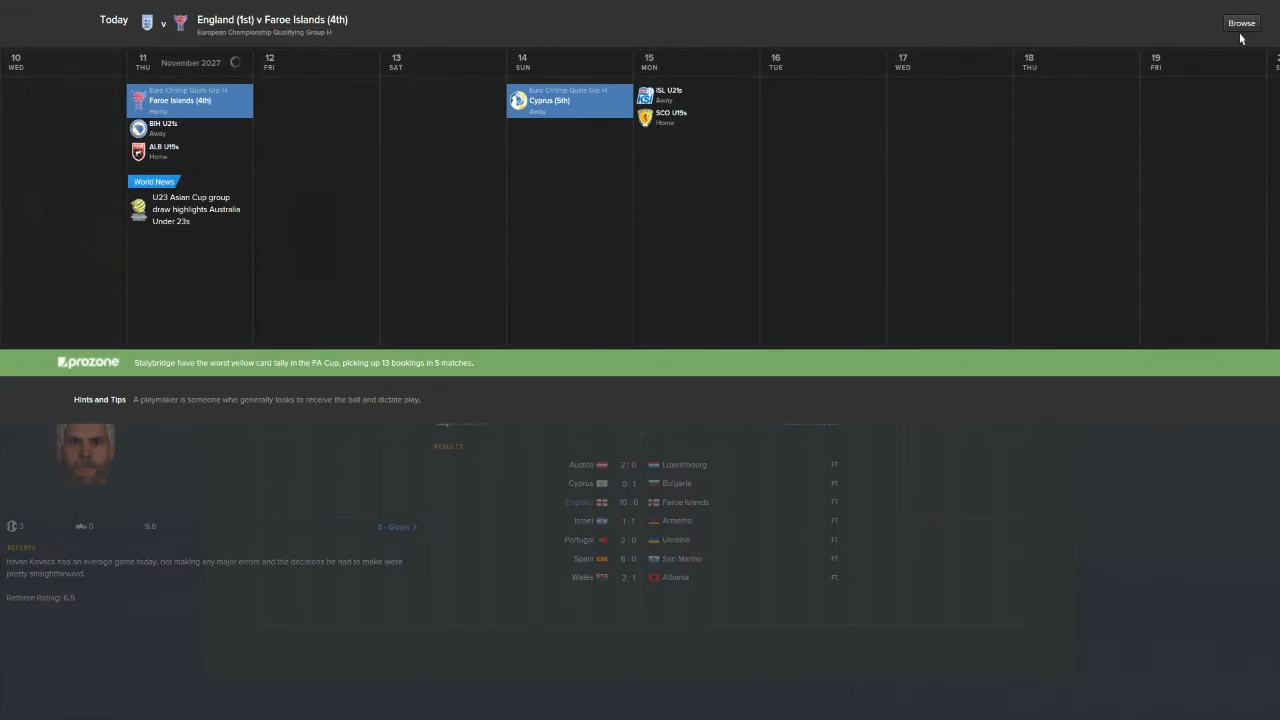 Today v England (1st) v Faroe Islands (4th)
European Championship Qualifying Group H
Browse
10 WED
11 THU November 2027
12 FRI
13 SAT
14 SUN
15 MON
16 TUE
17 WED
18 THU
19 FRI
Euro Ch'ship Quals Grp H
Faroe Islands (4th)
Home
BIH U21s
Away
ALB U19s
Home
World News
U23 Asian Cup group
draw highlights Australia
Under 23s
Euro Ch'ship Quals Grp H
Cyprus (5th)
Away
ISL U21s
Away
SCO U19s
Home
prozone Stalybridge have the worst yellow card tally in the FA Cup, picking up 13 bookings in 5 matches.
Hints and Tips A playmaker is someone who generally looks to receive the ball and dictate play.
RESULTS
Austria 2 : 0 Luxembourg FT
Cyprus 0 : 1 Bulgaria FT
England 10 : 0 Faroe Islands FT
Israel 1 : 1 Armenia FT
Portugal 2 : 0 Ukraine FT
Spain 6 : 0 San Marino FT
Wales 2 : 1 Albania FT
3 0 9.6 3 - Goals >
REFEREE
Istvan Kovacs had an average game today, not making any major errors and the decisions he had to make were
pretty straightforward.
Referee Rating: 6.5